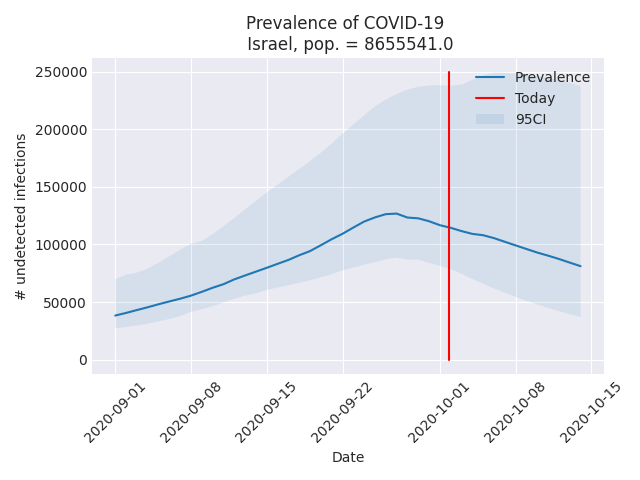 Prevalence of COVID-19
Israel, pop. = 8655541.0
250000
200000
150000
100000
50000
0
# undetected infections
Prevalence
Today
95CI
2020-09-01
2020-09-08
2020-09-15
2020-09-22
2020-10-01
2020-10-08
2020-10-15
Date